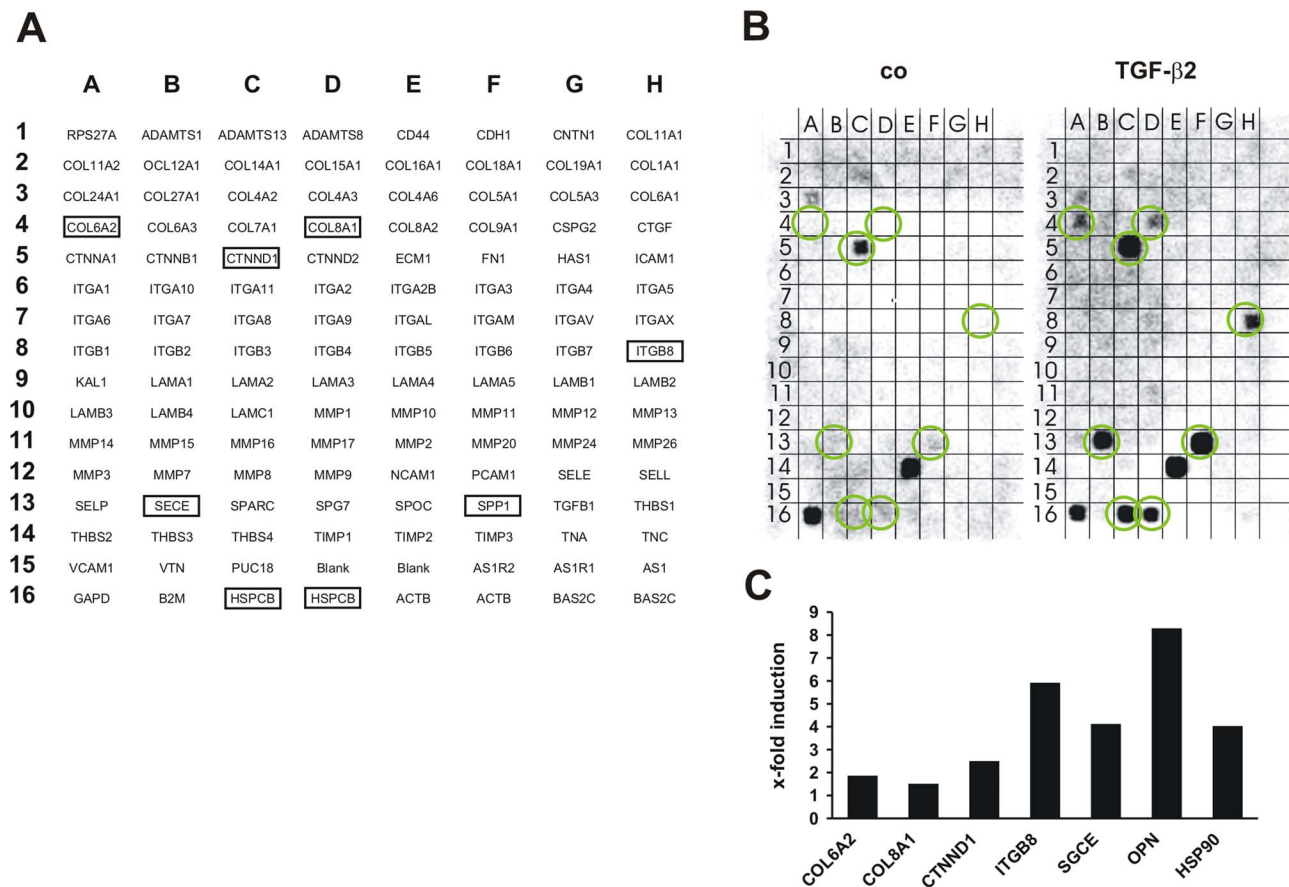 A
A B C D E F G H
1 RPS27A ADAMTS1 ADAMTS13 ADAMTS8 CD44 CDH1 CNTN1 COL11A1
2 COL11A2 OCL12A1 COL14A1 COL15A1 COL16A1 COL18A1 COL19A1 COL1A1
3 COL24A1 COL27A1 COL4A2 COL4A3 COL4A6 COL5A1 COL5A3 COL6A1
4 COL6A2 COL6A3 COL7A1 COL8A1 COL8A2 COL9A1 CSPG2 CTGF
5 CTNNA1 CTNNB1 CTNND1 CTNND2 ECM1 FN1 HAS1 ICAM1
6 ITGA1 ITGA10 ITGA11 ITGA2 ITGA2B ITGA3 ITGA4 ITGA5
7 ITGA6 ITGA7 ITGA8 ITGA9 ITGAL ITGAM ITGAV ITGAX
8 ITGB1 ITGB2 ITGB3 ITGB4 ITGB5 ITGB6 ITGB7 ITGB8
9 KAL1 LAMA1 LAMA2 LAMA3 LAMA4 LAMA5 LAMB1 LAMB2
10 LAMB3 LAMB4 LAMC1 MMP1 MMP10 MMP11 MMP12 MMP13
11 MMP14 MMP15 MMP16 MMP17 MMP2 MMP20 MMP24 MMP26
12 MMP3 MMP7 MMP8 MMP9 NCAM1 PCAM1 SELE SELL
13 SELP SECE SPARC SPG7 SPOC SPP1 TGFB1 THBS1
14 THBS2 THBS3 THBS4 TIMP1 TIMP2 TIMP3 TNA TNC
15 VCAM1 VTN PUC18 Blank Blank AS1R2 AS1R1 AS1
16 GAPD B2M HSPCB HSPCB ACTB ACTB BAS2C BAS2C
B
co
A B C D E F G H
1
2
3
4
5
6
7
8
9
10
11
12
13
14
15
16
TGF-β2
A B C D E F G H
1
2
3
4
5
6
7
8
9
10
11
12
13
14
15
16
C
x-fold induction
9
8
7
6
5
4
3
2
1
0
COL6A2 COL8A1 CTNND1 ITGB8 SGCE OPN HSP90